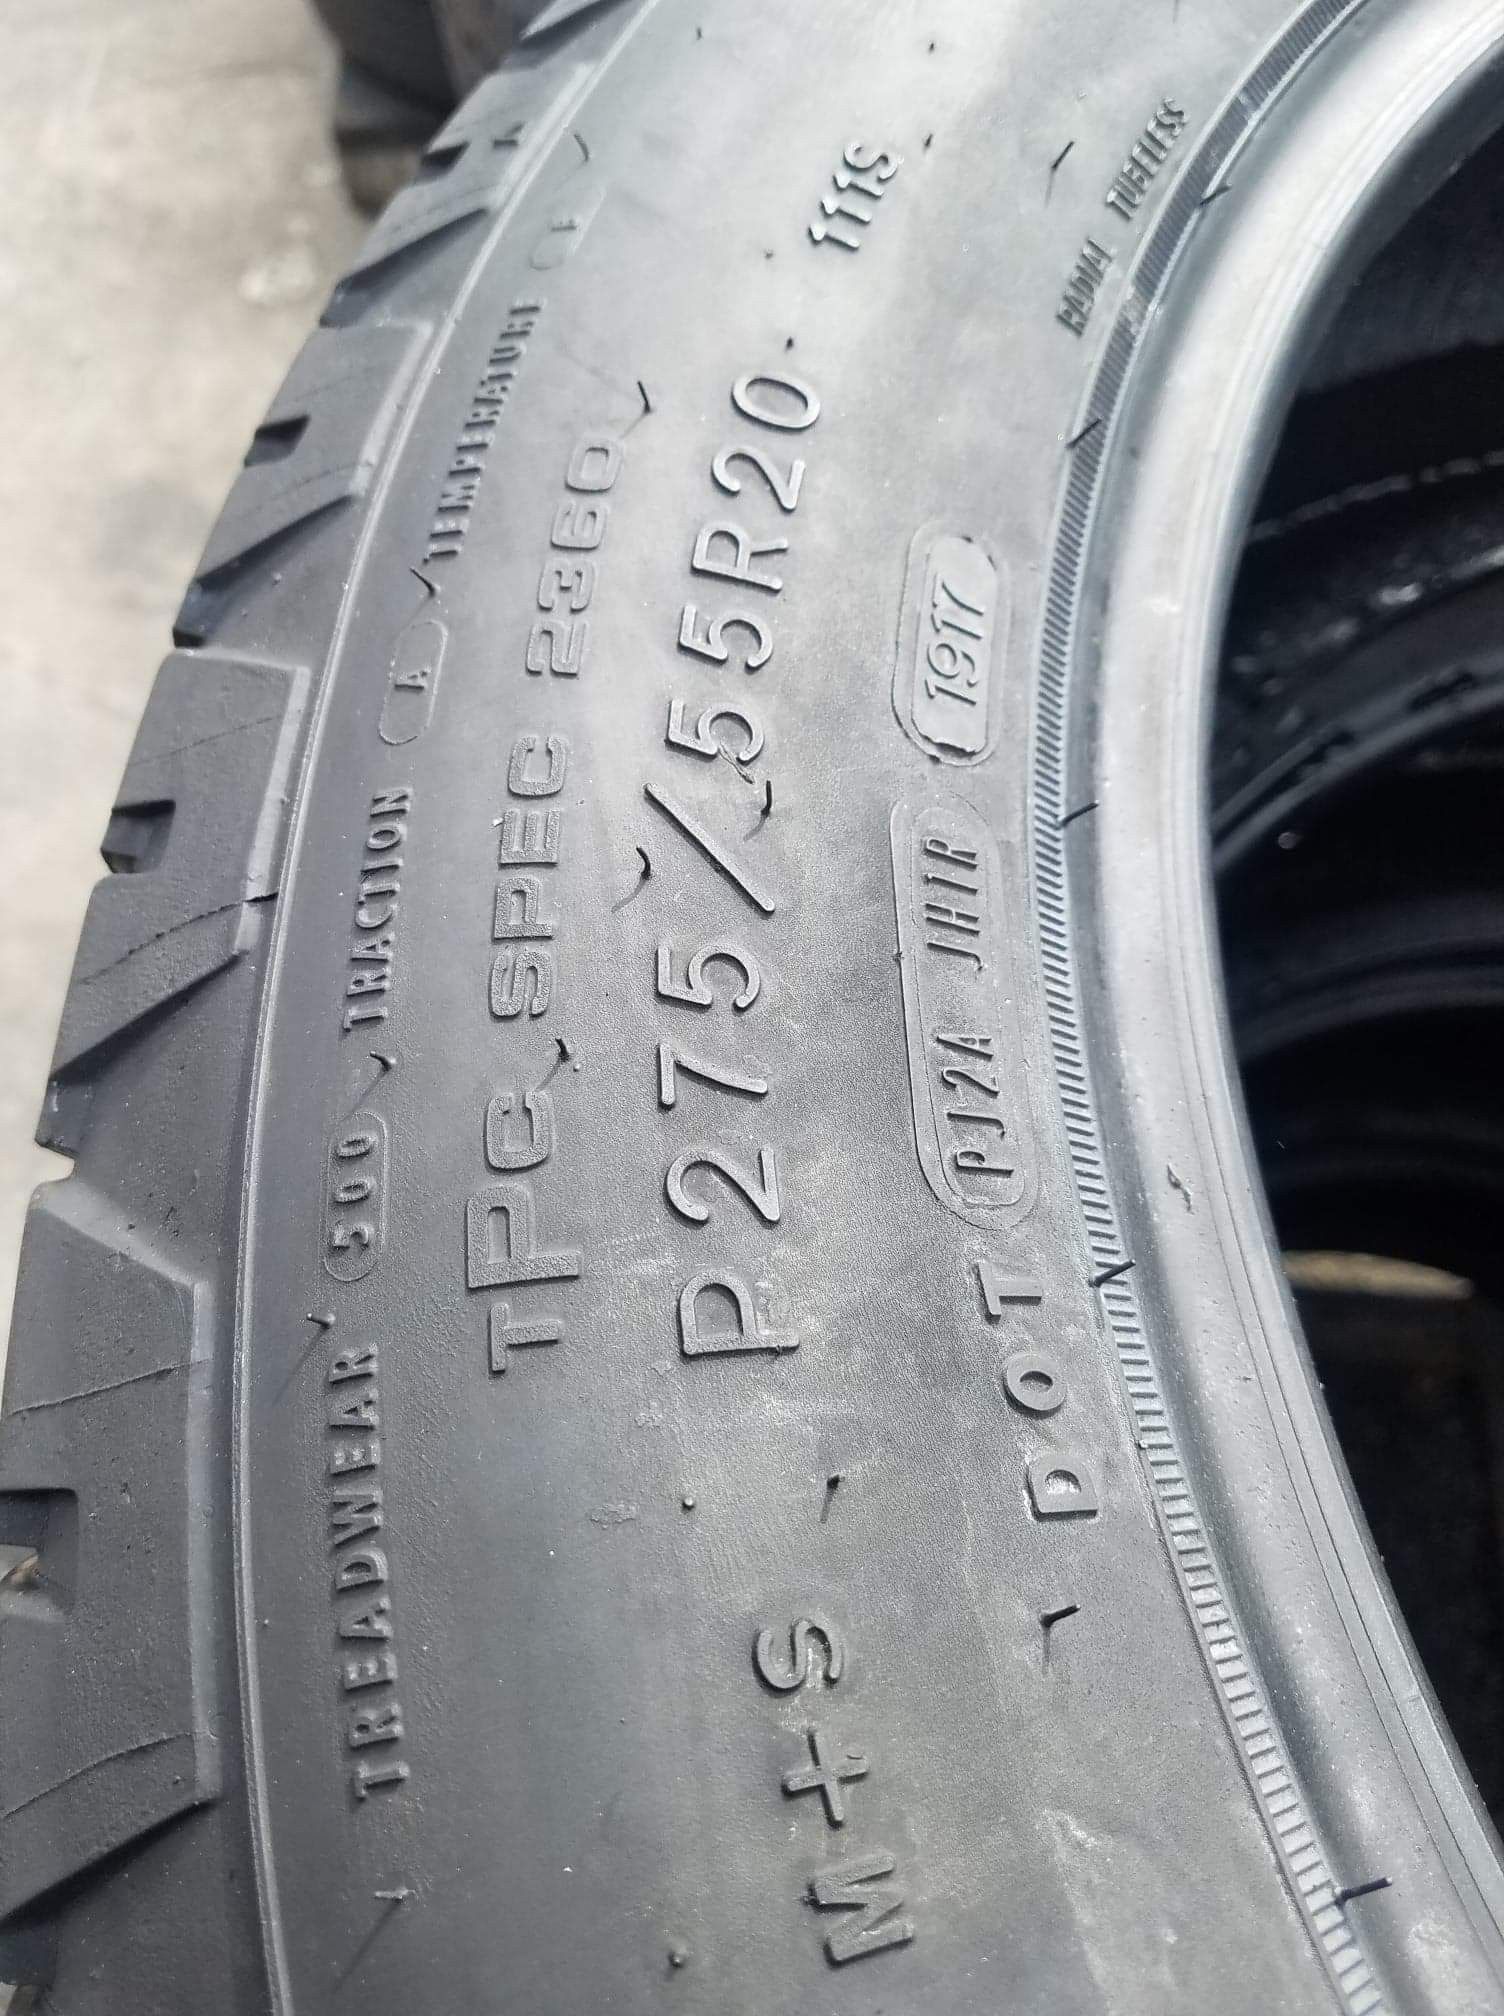 TREADWEAR 500 TRACTION A TEMPERATURE B
TPC SPEC 2360
M+S P275/55R20 111S
DOT PJ2A JH1R 1917
RADIAL TUBELESS